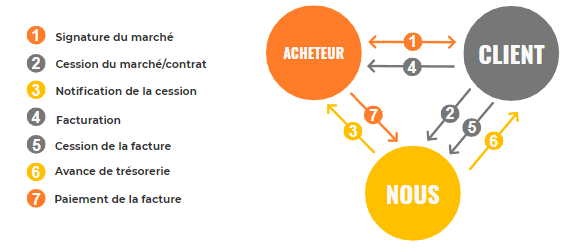 1 Signature du marché
2 Cession du marché/contrat
3 Notification de la cession
4 Facturation
5 Cession de la facture
6 Avance de trésorerie
7 Paiement de la facture
ACHETEUR
1
4
CLIENT
7
3
2
5
6
NOUS